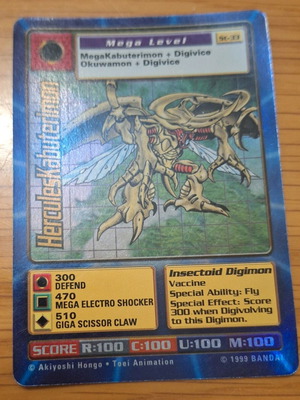 Mega Level
St-33
MegaKabuterimon + Digivice
Okuwamon + Digivice
HerculesKabuterimon
300
DEFEND
470
MEGA ELECTRO SHOCKER
510
GIGA SCISSOR CLAW
Insectoid Digimon
Vaccine
Special Ability: Fly
Special Effect: Score
300 when Digivolving
to this Digimon.
SCORE R:100 C:100 U:100 M:100
© Akiyoshi Hongo • Toei Animation
© 1999 BANDAI